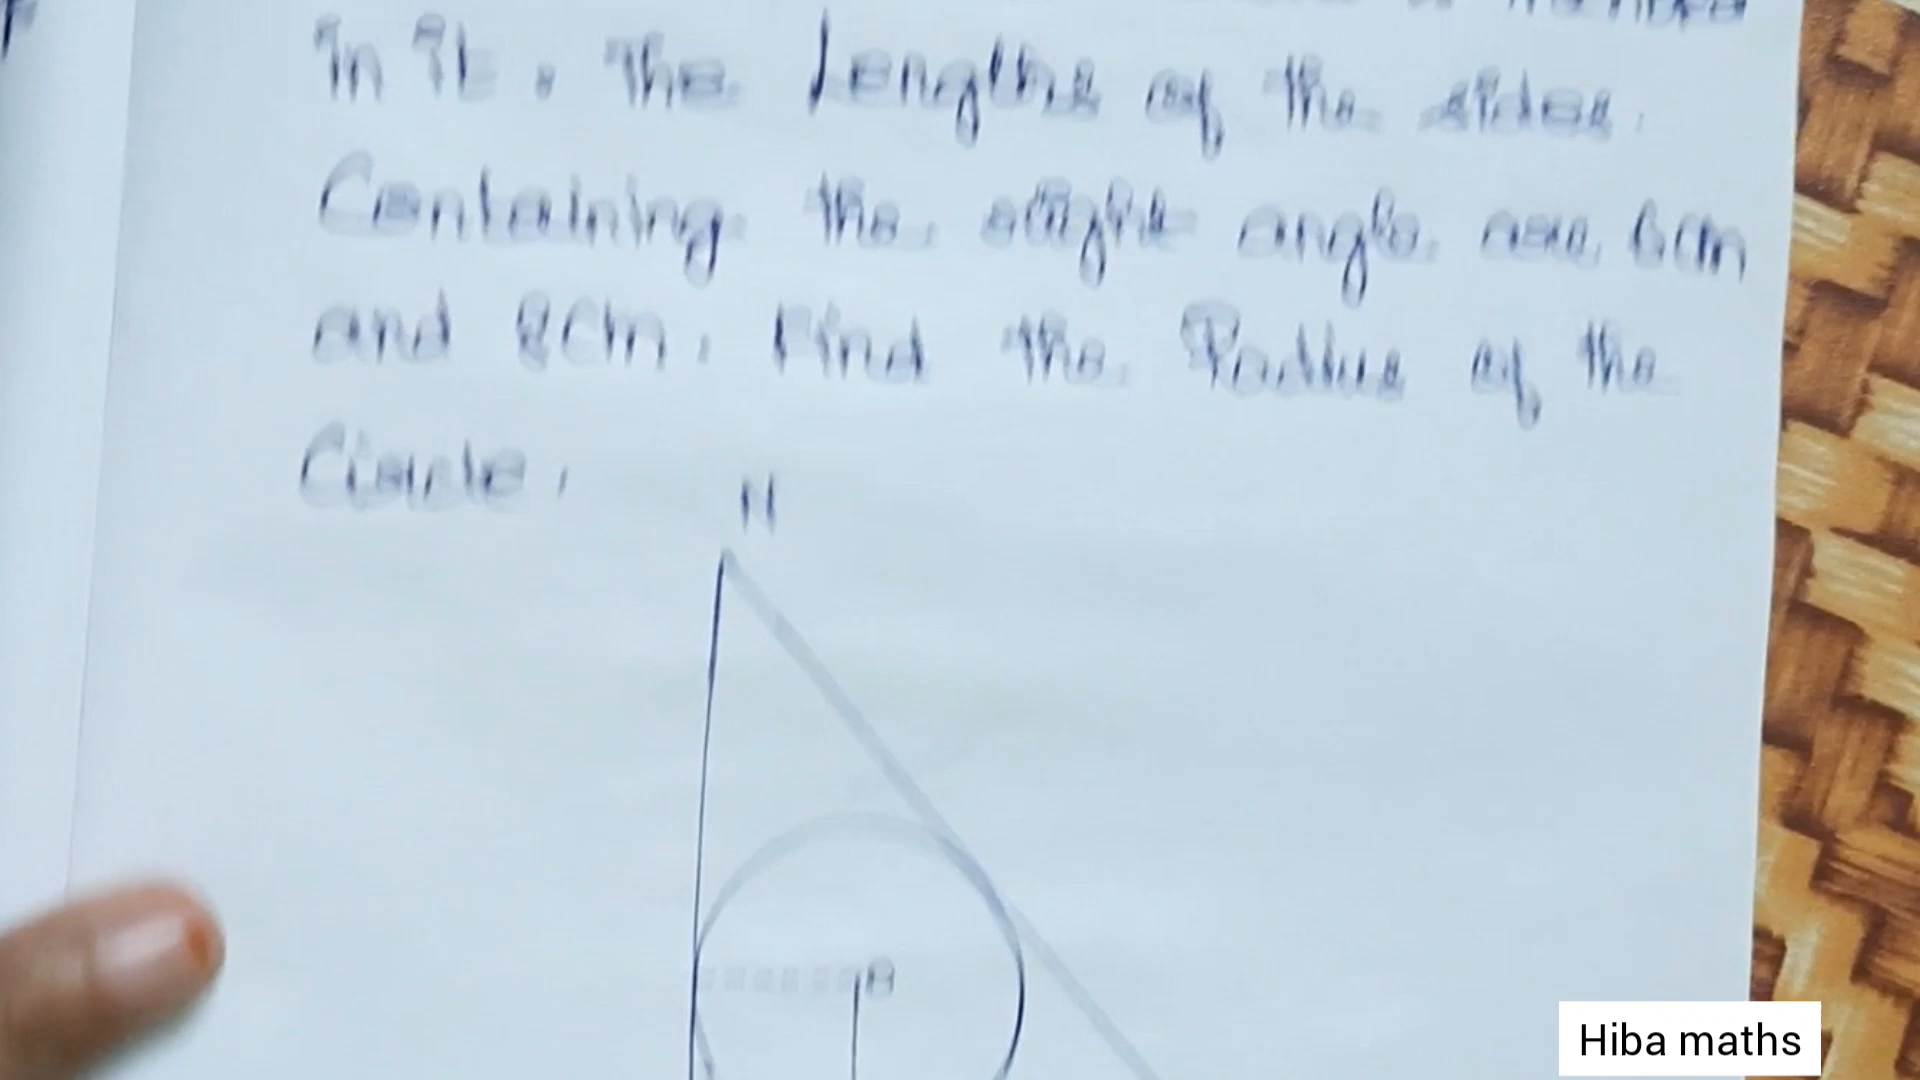 in it. The Lengths of the sides
Containing the right angle are 6cm
and 8cm. Find the Radius of the
Circle.
N
B
Hiba maths